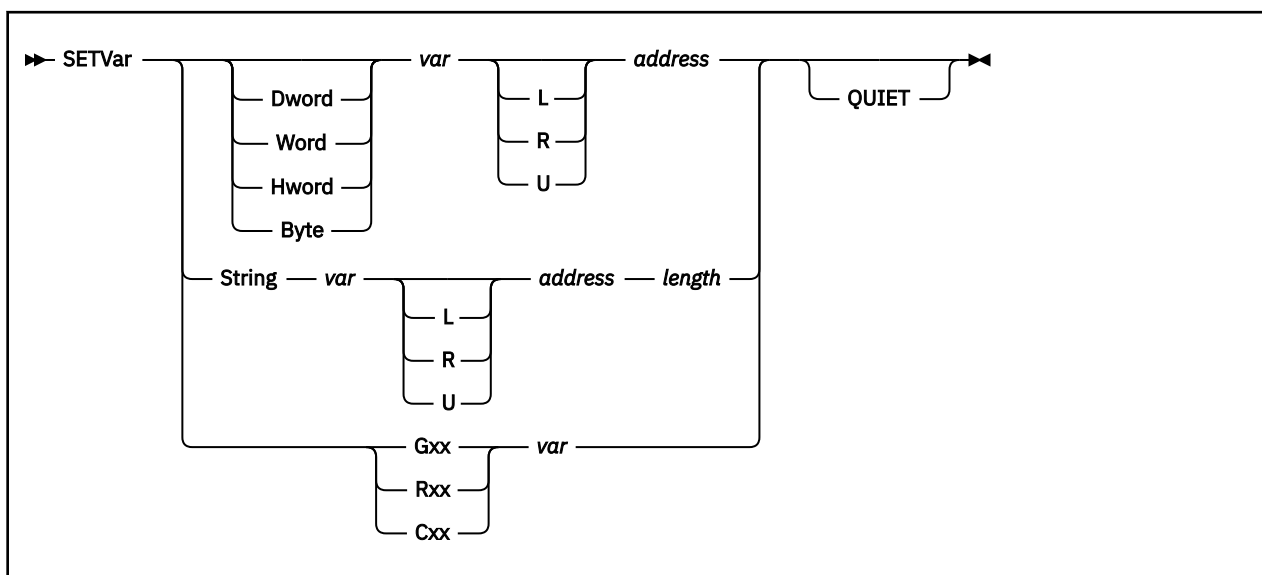 SETVar var address
Dword L QUIET
Word R
Hword U
Byte
String var address length
L
R
U
Gxx var
Rxx
Cxx